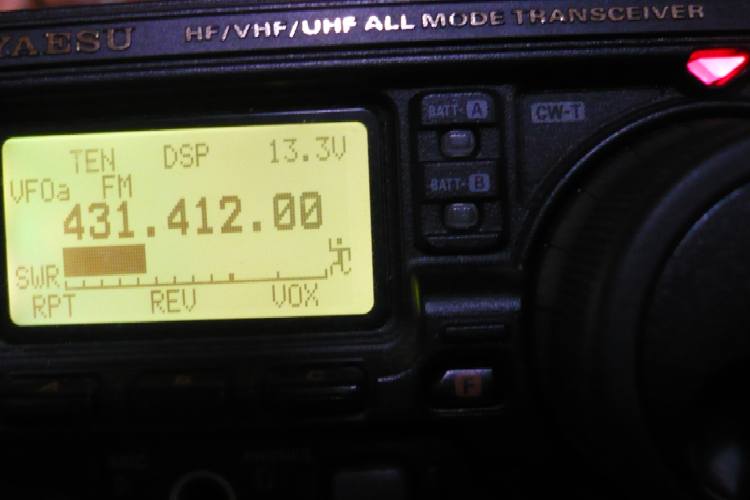 YAESU HF/VHF/UHF ALL MODE TRANSCEIVER
BATT-A CW-T
BATT-B
TEN DSP 13.3V
VFOa FM
431.412.00
SWR
RPT REV VOX
F